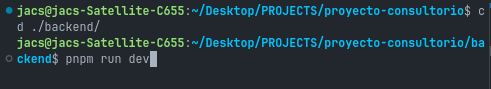 jacs@jacs-Satellite-C655:~/Desktop/PROJECTS/proyecto-consultorio$ c
d ./backend/
jacs@jacs-Satellite-C655:~/Desktop/PROJECTS/proyecto-consultorio/ba
ckend$ pnpm run dev